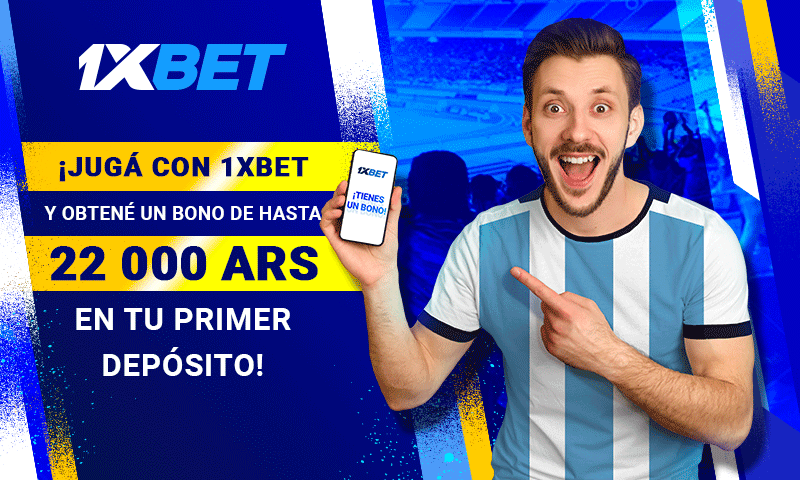 1XBET
¡JUGÁ CON 1XBET
Y OBTENÉ UN BONO DE HASTA
22 000 ARS
EN TU PRIMER
DEPÓSITO!
1XBET
¡TIENES
UN BONO!